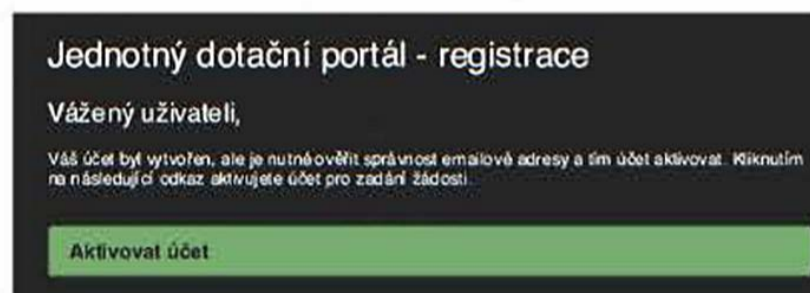 Jednotný dotační portál - registrace
Vážený uživateli,
Váš účet byl vytvořen, ale je nutné ověřit správnost emailové adresy a tím účet aktivovat. Kliknutím
na následující odkaz aktivujete účet pro zadání žádosti.
Aktivovat účet